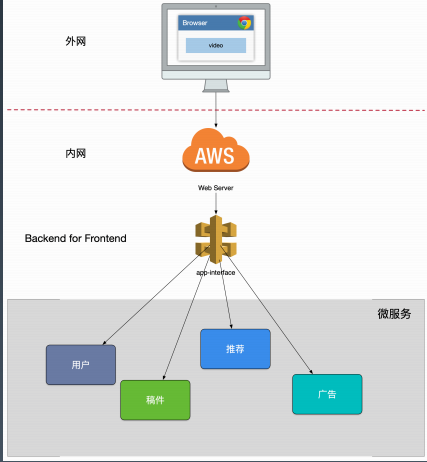 外网
Browser
video
内网
AWS
Web Server
Backend for Frontend
app-interface
微服务
推荐
用户
广告
稿件